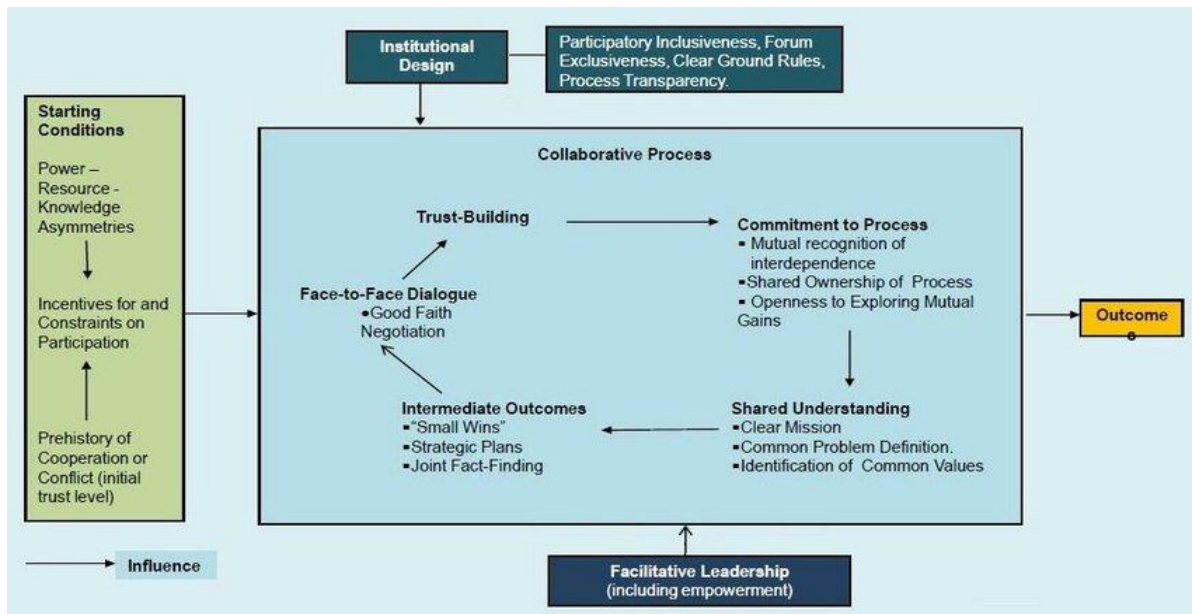 Institutional
Design
Participatory Inclusiveness, Forum
Exclusiveness, Clear Ground Rules,
Process Transparency.
Starting
Conditions
Power –
Resource -
Knowledge
Asymmetries
Incentives for and
Constraints on
Participation
Prehistory of
Cooperation or
Conflict (initial
trust level)
Collaborative Process
Trust-Building
Commitment to Process
▪ Mutual recognition of
interdependence
▪Shared Ownership of Process
▪ Openness to Exploring Mutual
Gains
Face-to-Face Dialogue
●Good Faith
Negotiation
Intermediate Outcomes
▪“Small Wins”
▪Strategic Plans
▪Joint Fact-Finding
Shared Understanding
▪Clear Mission
▪Common Problem Definition.
▪Identification of Common Values
Outcome
Influence
Facilitative Leadership
(including empowerment)